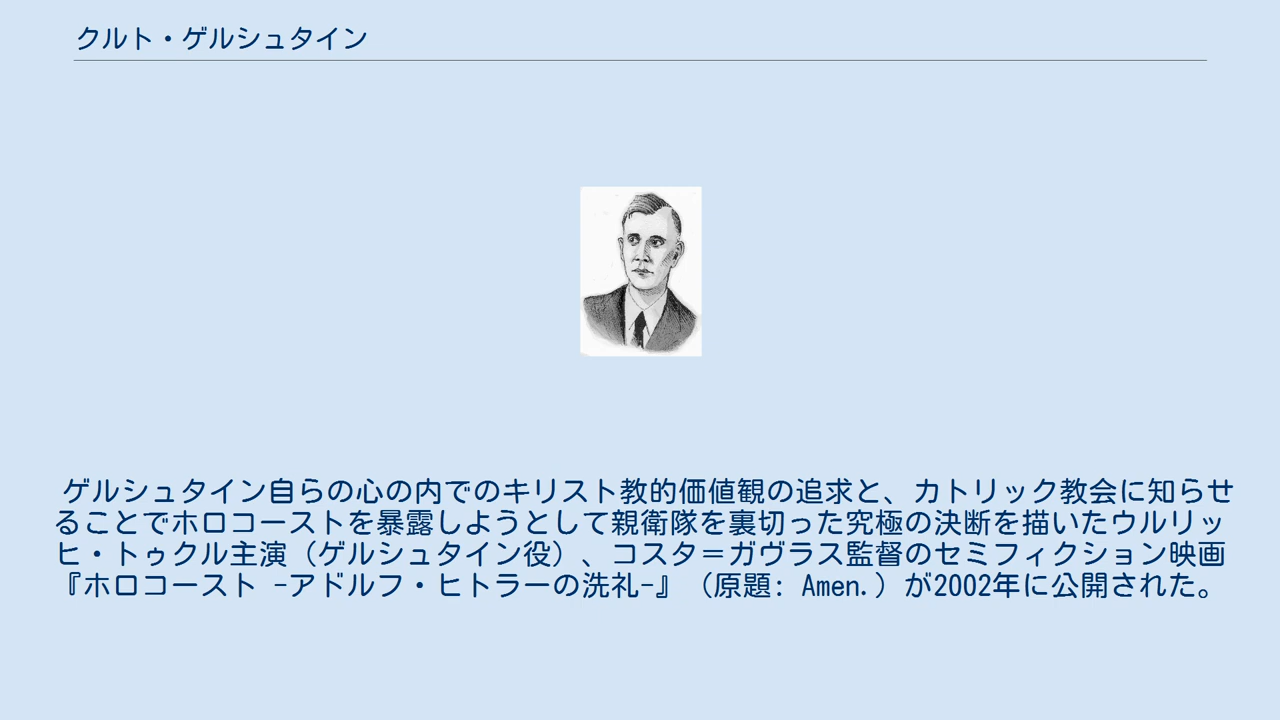 クルト・ゲルシュタイン
ゲルシュタイン自らの心の内でのキリスト教的価値観の追求と、カトリック教会に知らせ
ることでホロコーストを暴露しようとして親衛隊を裏切った究極の決断を描いたウルリッ
ヒ・トゥクル主演（ゲルシュタイン役）、コスタ＝ガヴラス監督のセミフィクション映画
『ホロコースト -アドルフ・ヒトラーの洗礼-』（原題: Amen.）が2002年に公開された。